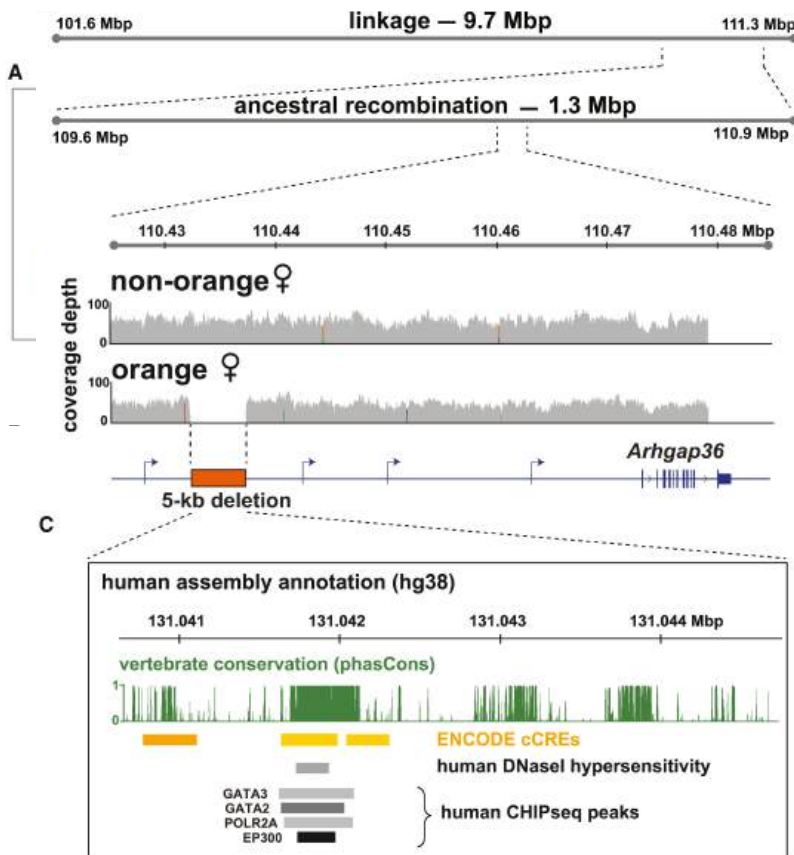 linkage — 9.7 Mbp
101.6 Mbp 111.3 Mbp
A
ancestral recombination — 1.3 Mbp
109.6 Mbp 110.9 Mbp
110.43 110.44 110.45 110.46 110.47 110.48 Mbp
non-orange ♀
100
0
coverage depth
orange ♀
100
0
Arhgap36
5-kb deletion
C
human assembly annotation (hg38)
131.041 131.042 131.043 131.044 Mbp
vertebrate conservation (phasCons)
1
0
ENCODE cCREs
human DNaseI hypersensitivity
GATA3
GATA2
POLR2A
EP300
human CHIPseq peaks